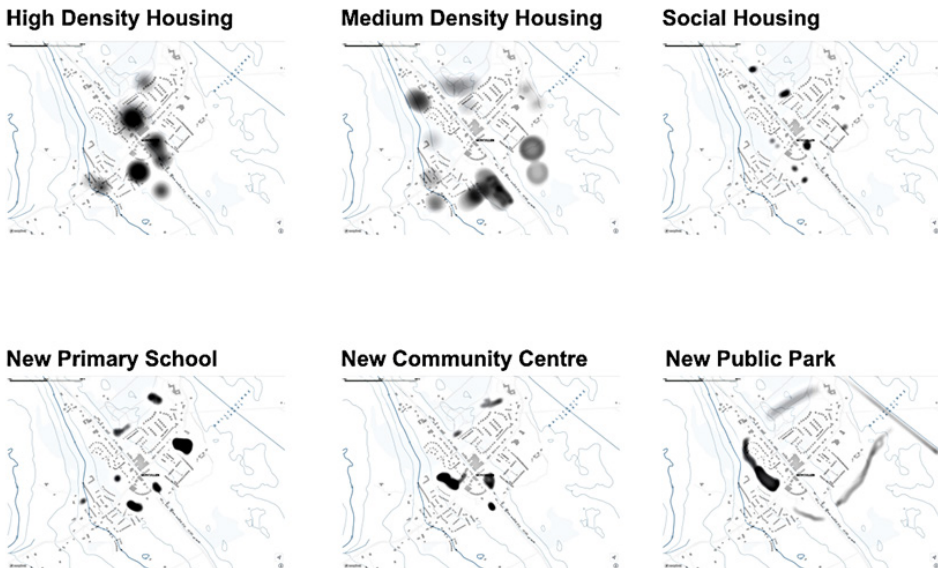 High Density Housing
Medium Density Housing
Social Housing
New Primary School
New Community Centre
New Public Park